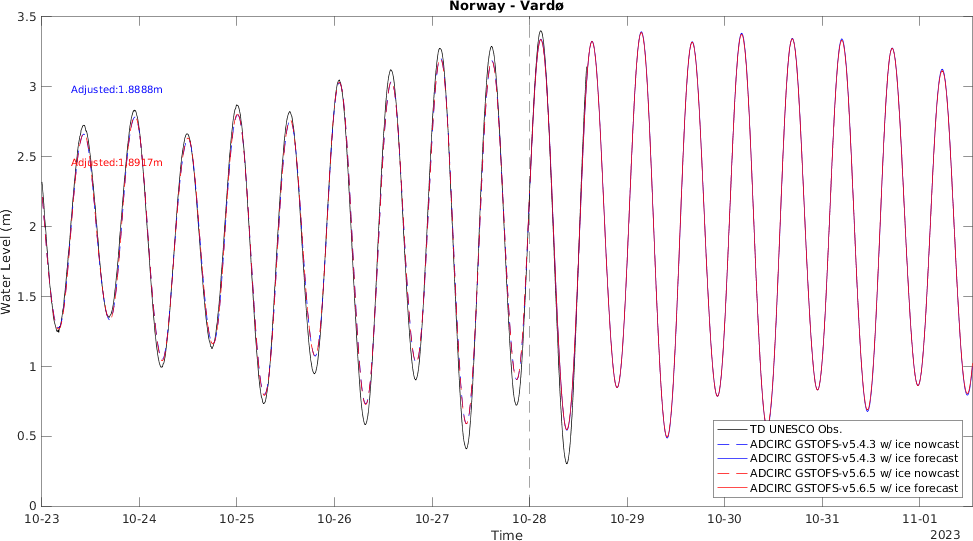 Norway - Vardø
3.5
3
2.5
2
1.5
1
0.5
0
Water Level (m)
Adjusted:1.8888m
Adjusted:1.8917m
TD UNESCO Obs.
ADCIRC GSTOFS-v5.4.3 w/ ice nowcast
ADCIRC GSTOFS-v5.4.3 w/ ice forecast
ADCIRC GSTOFS-v5.6.5 w/ ice nowcast
ADCIRC GSTOFS-v5.6.5 w/ ice forecast
10-23 10-24 10-25 10-26 10-27 10-28 10-29 10-30 10-31 11-01
Time
2023